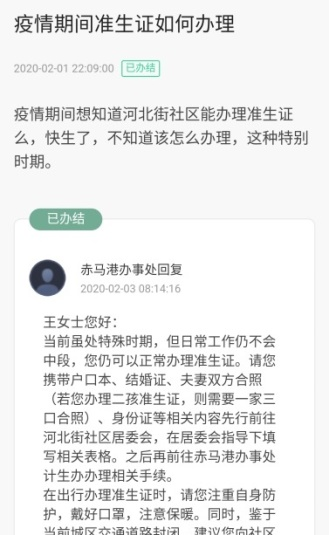 疫情期间准生证如何办理
2020-02-01 22:09:00 已办结
疫情期间想知道河北街社区能办理准生证
么，快生了，不知道该怎么办理，这种特别
时期。
已办结
赤马港办事处回复
2020-02-03 08:14:16
王女士您好：
当前虽处特殊时期，但日常工作仍不会
中段，您仍可以正常办理准生证。请您
携带户口本、结婚证、夫妻双方合照
（若您办理二孩准生证，则需要一家三
口合照）、身份证等相关内容先行前往
河北街社区居委会，在居委会指导下填
写相关表格。之后再前往赤马港办事处
计生办办理相关手续。
在出行办理准生证时，请您注重自身防
护，戴好口罩，注意保暖。同时，鉴于
当前城区交通道路封闭，建议您向社区